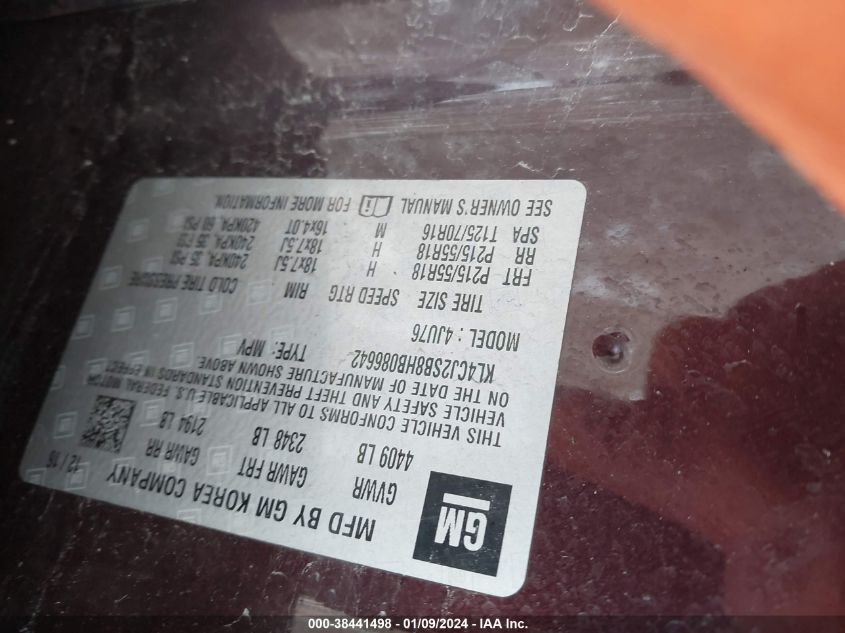 GM
MFD BY GM KOREA COMPANY 12 / 16
GVWR GAWR FRT GAWR RR
4409 LB 2348 LB 2194 LB
THIS VEHICLE CONFORMS TO ALL APPLICABLE U.S. FEDERAL MOTOR
VEHICLE SAFETY AND THEFT PREVENTION STANDARDS IN EFFECT
ON THE DATE OF MANUFACTURE SHOWN ABOVE.
KL4CJ2SB8HB086642 TYPE: MPV
MODEL : 4JU76
TIRE SIZE SPEED RTG RIM COLD TIRE PRESSURE
FRT P215/55R18 H 18x7.5J 240KPA, 35 PSI
RR P215/55R18 H 18x7.5J 240KPA, 35 PSI
SPA T125/70R16 M 16x4.0T 420KPA, 60 PSI
SEE OWNER'S MANUAL FOR MORE INFORMATION.
000-38441498 - 01/09/2024 - IAA Inc.